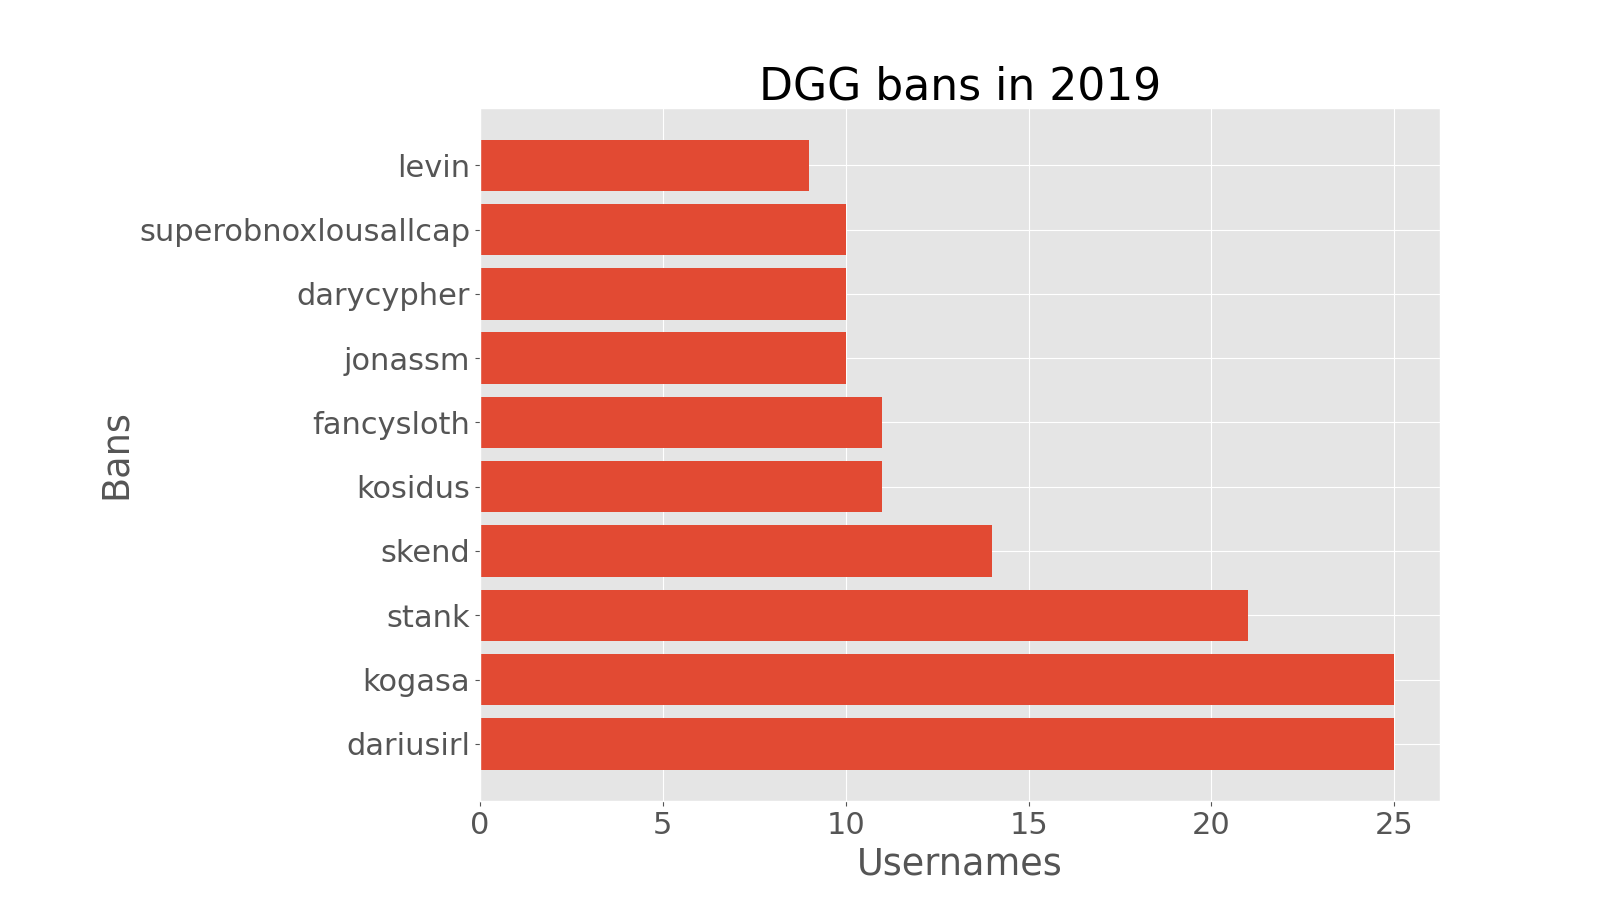 DGG bans in 2019
levin
superobnoxlousallcap
darycypher
jonassm
fancysloth
kosidus
skend
stank
kogasa
dariusirl
Bans
0 5 10 15 20 25
Usernames